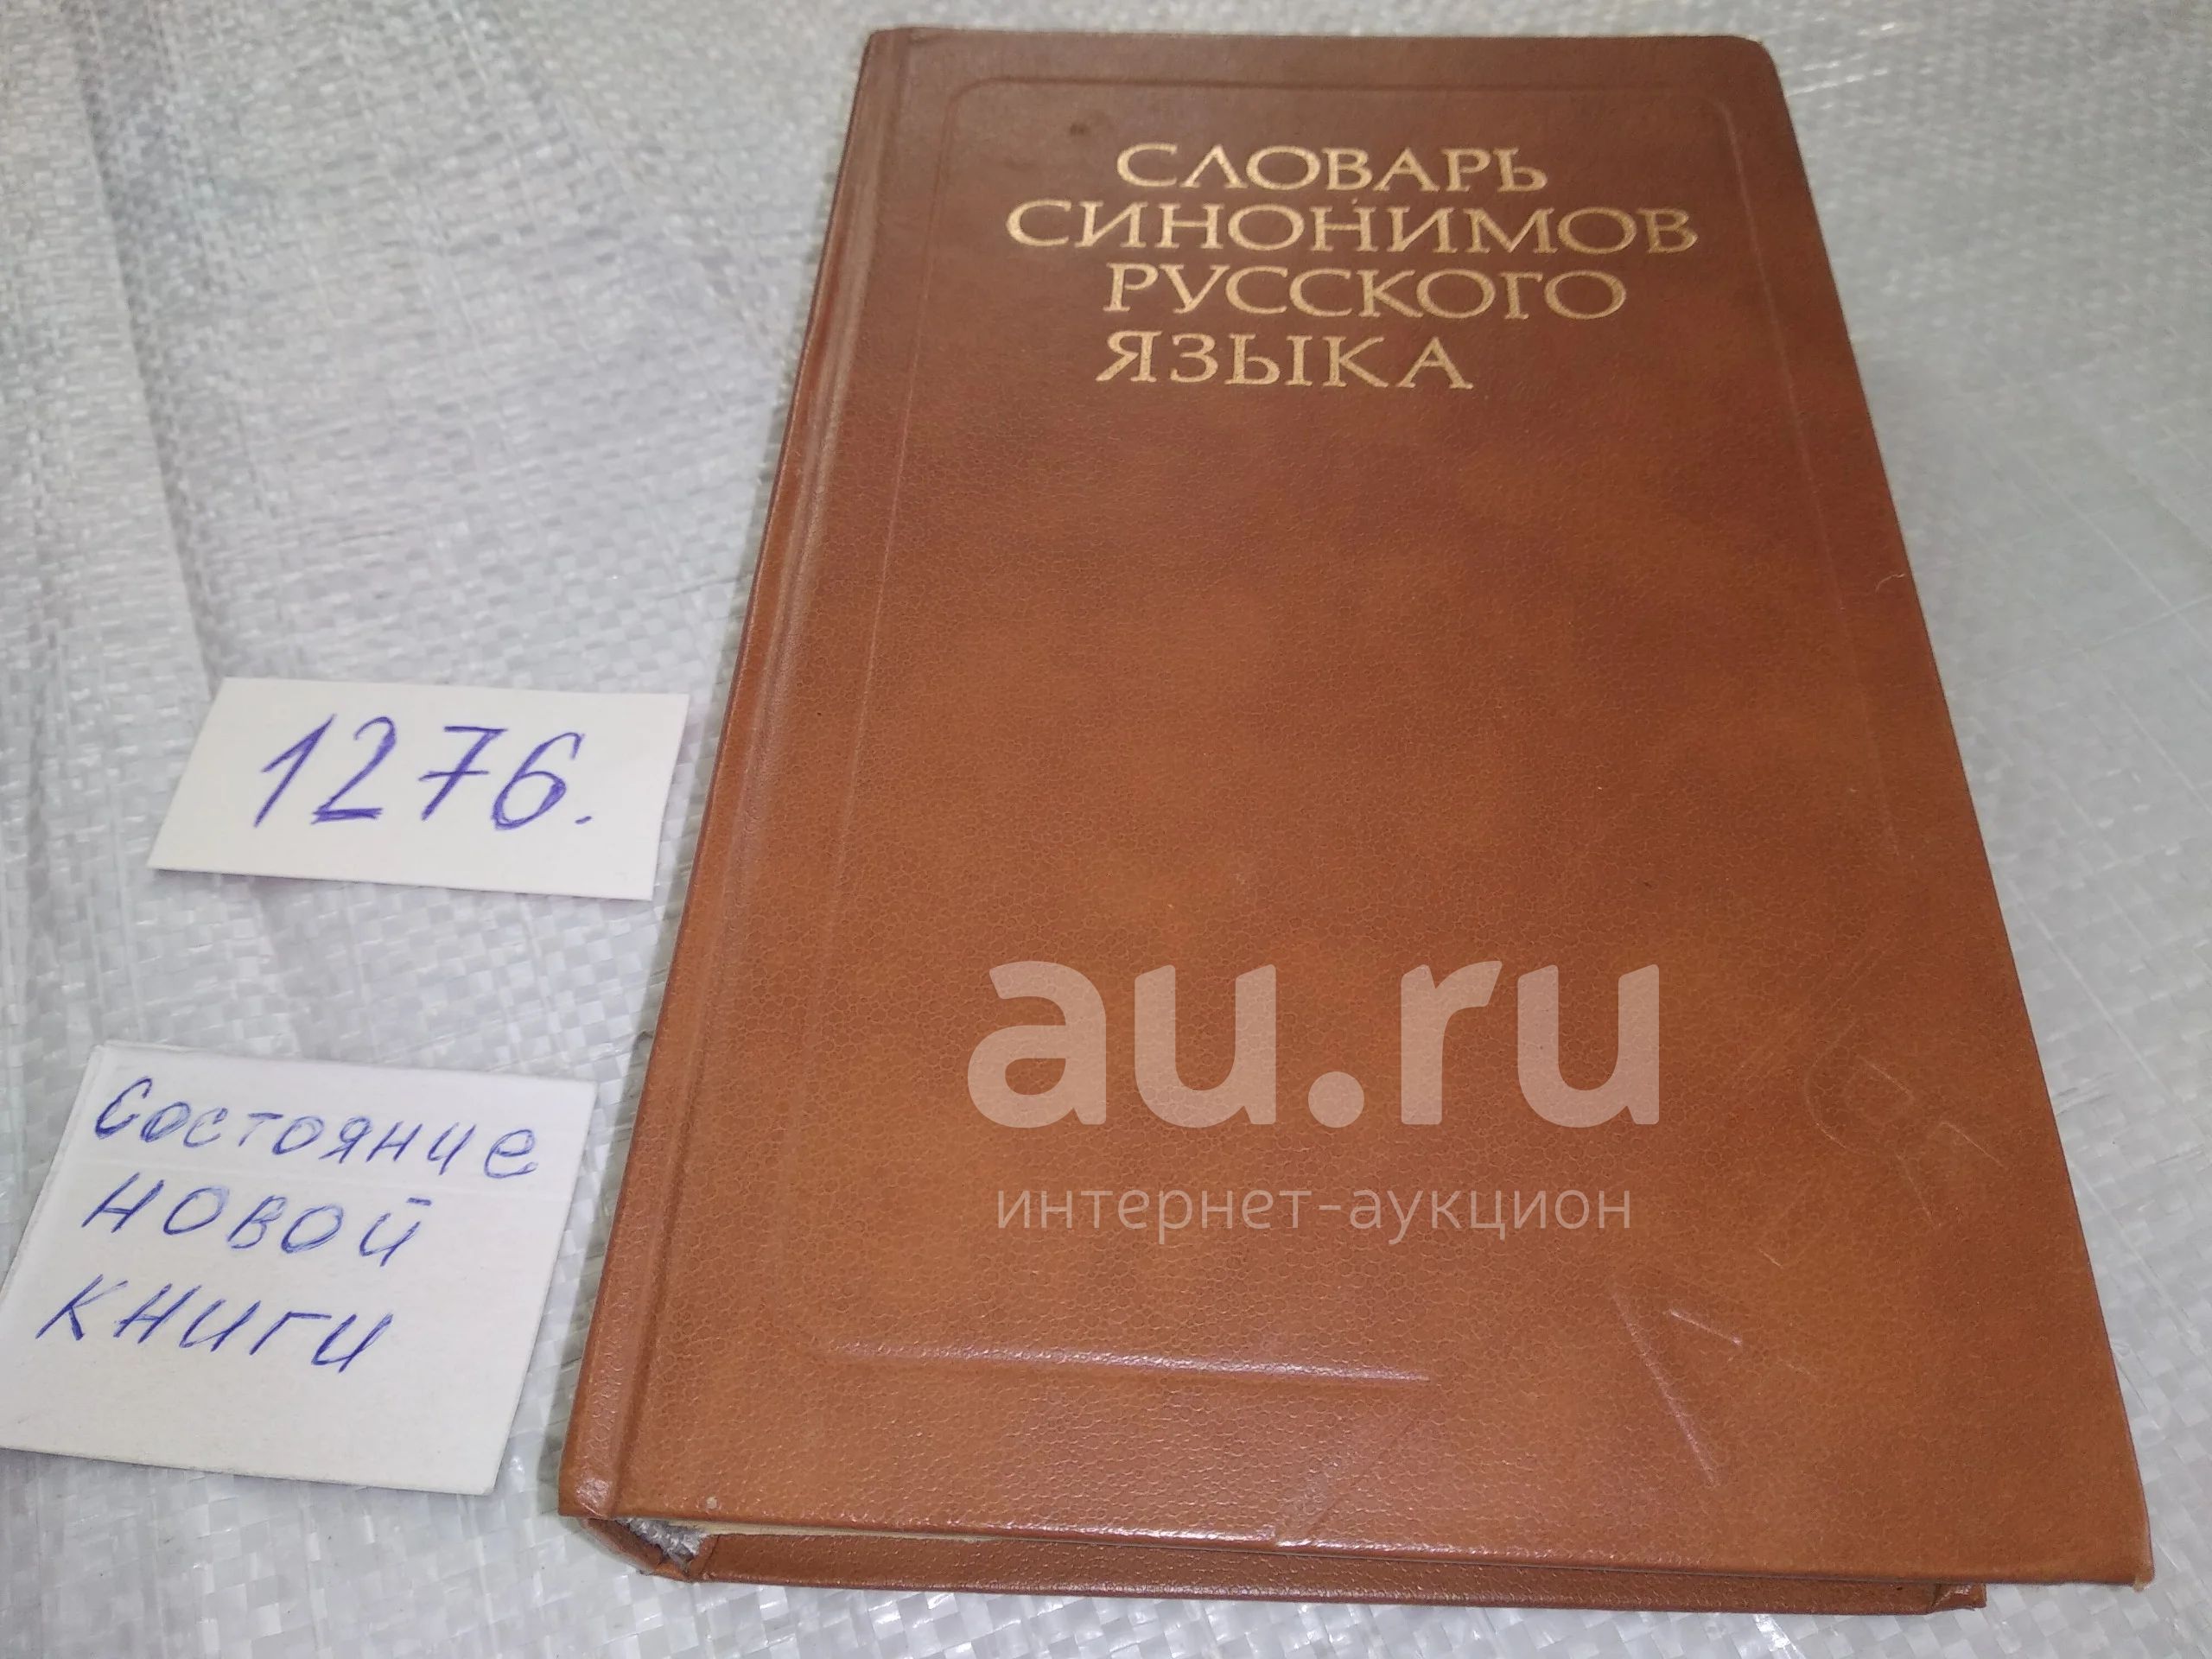 СЛОВАРЬ
СИНОНИМОВ
РУССКОГО
ЯЗЫКА
1276.
Состояние
новой
книги
au.ru
интернет-аукцион